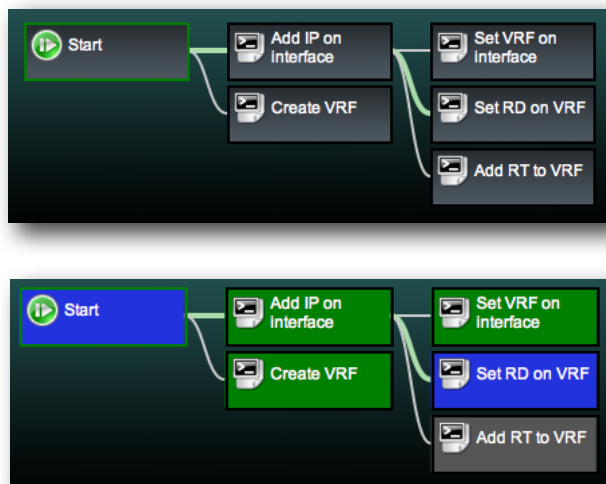 Start
Add IP on
interface
Set VRF on
interface
Create VRF
Set RD on VRF
Add RT to VRF
Start
Add IP on
interface
Set VRF on
interface
Create VRF
Set RD on VRF
Add RT to VRF